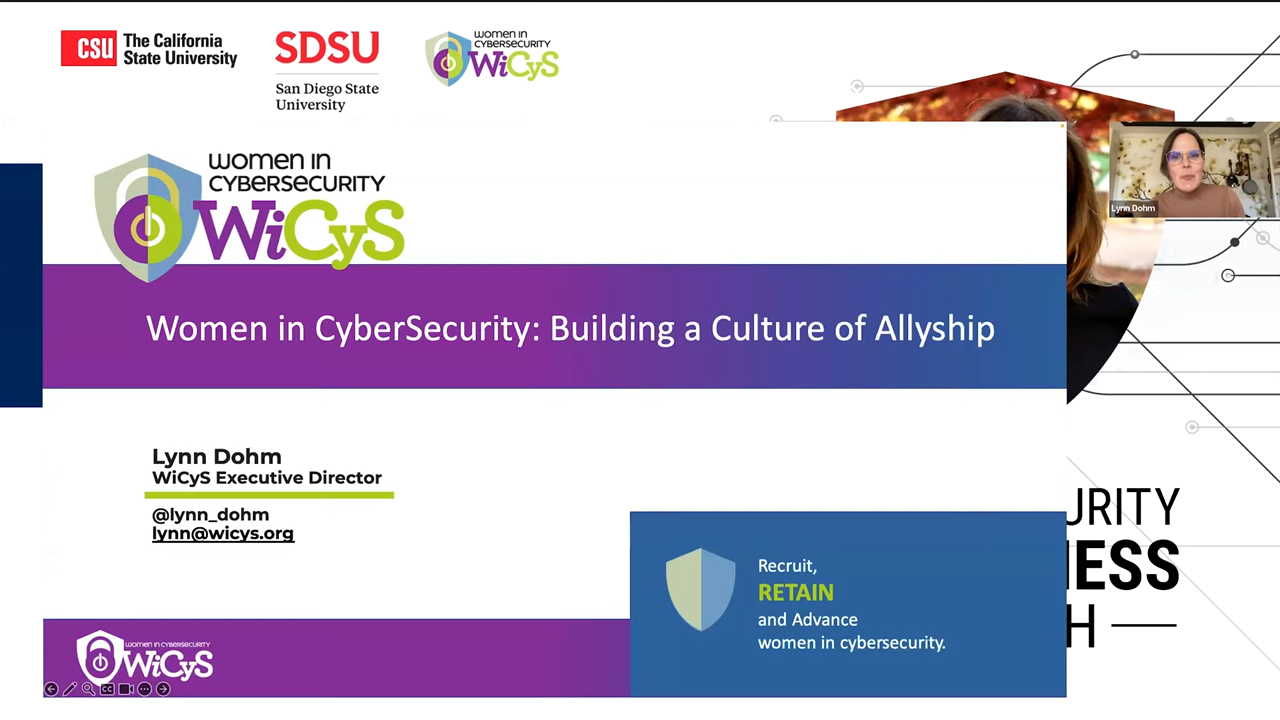 CSU The California
State University
SDSU
San Diego State
University
women in
cybersecurity
WiCyS
women in
cybersecurity
WiCyS
Lynn Dohm
Women in CyberSecurity: Building a Culture of Allyship
Lynn Dohm
WiCyS Executive Director
@lynn_dohm
lynn@wicys.org
URITY
NESS
H
Recruit,
RETAIN
and Advance
women in cybersecurity.
women in cybersecurity
WiCyS
CC